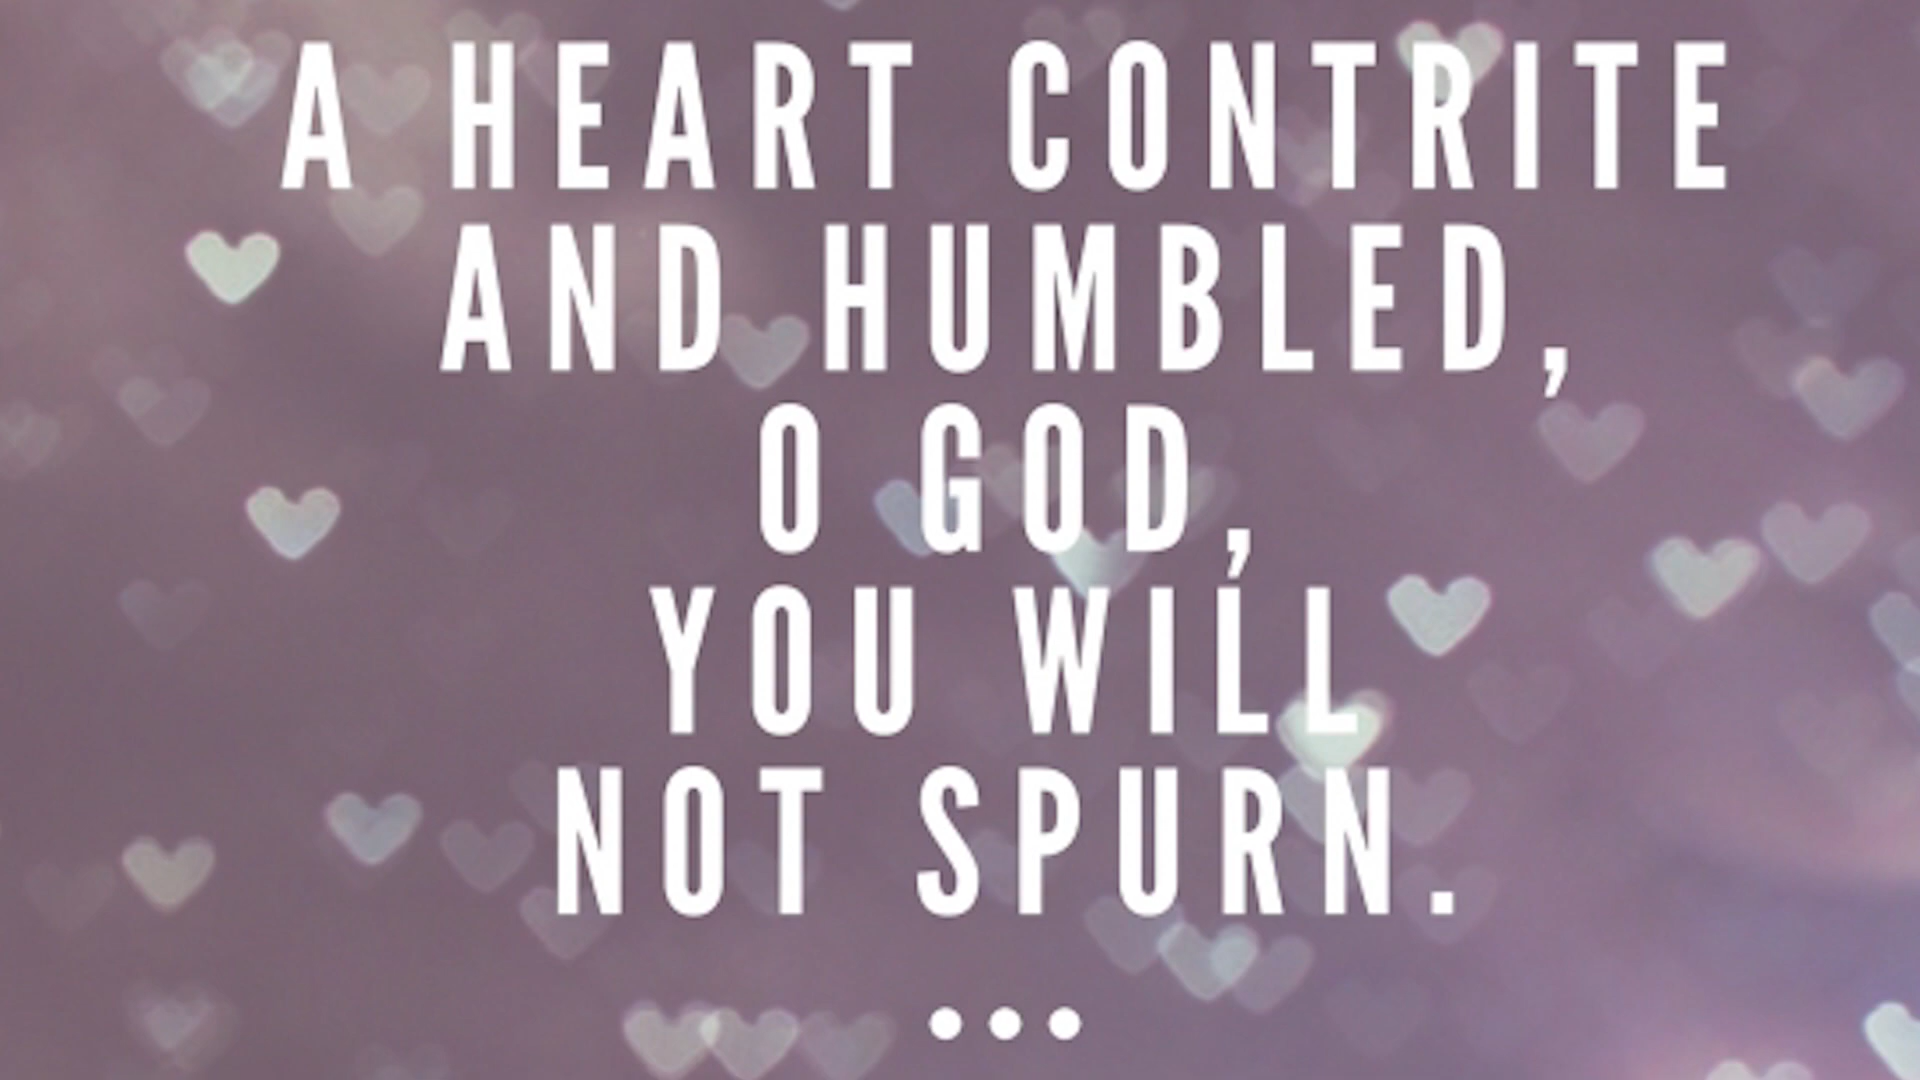 A HEART CONTRITE
AND HUMBLED,
O GOD,
YOU WILL
NOT SPURN.
...